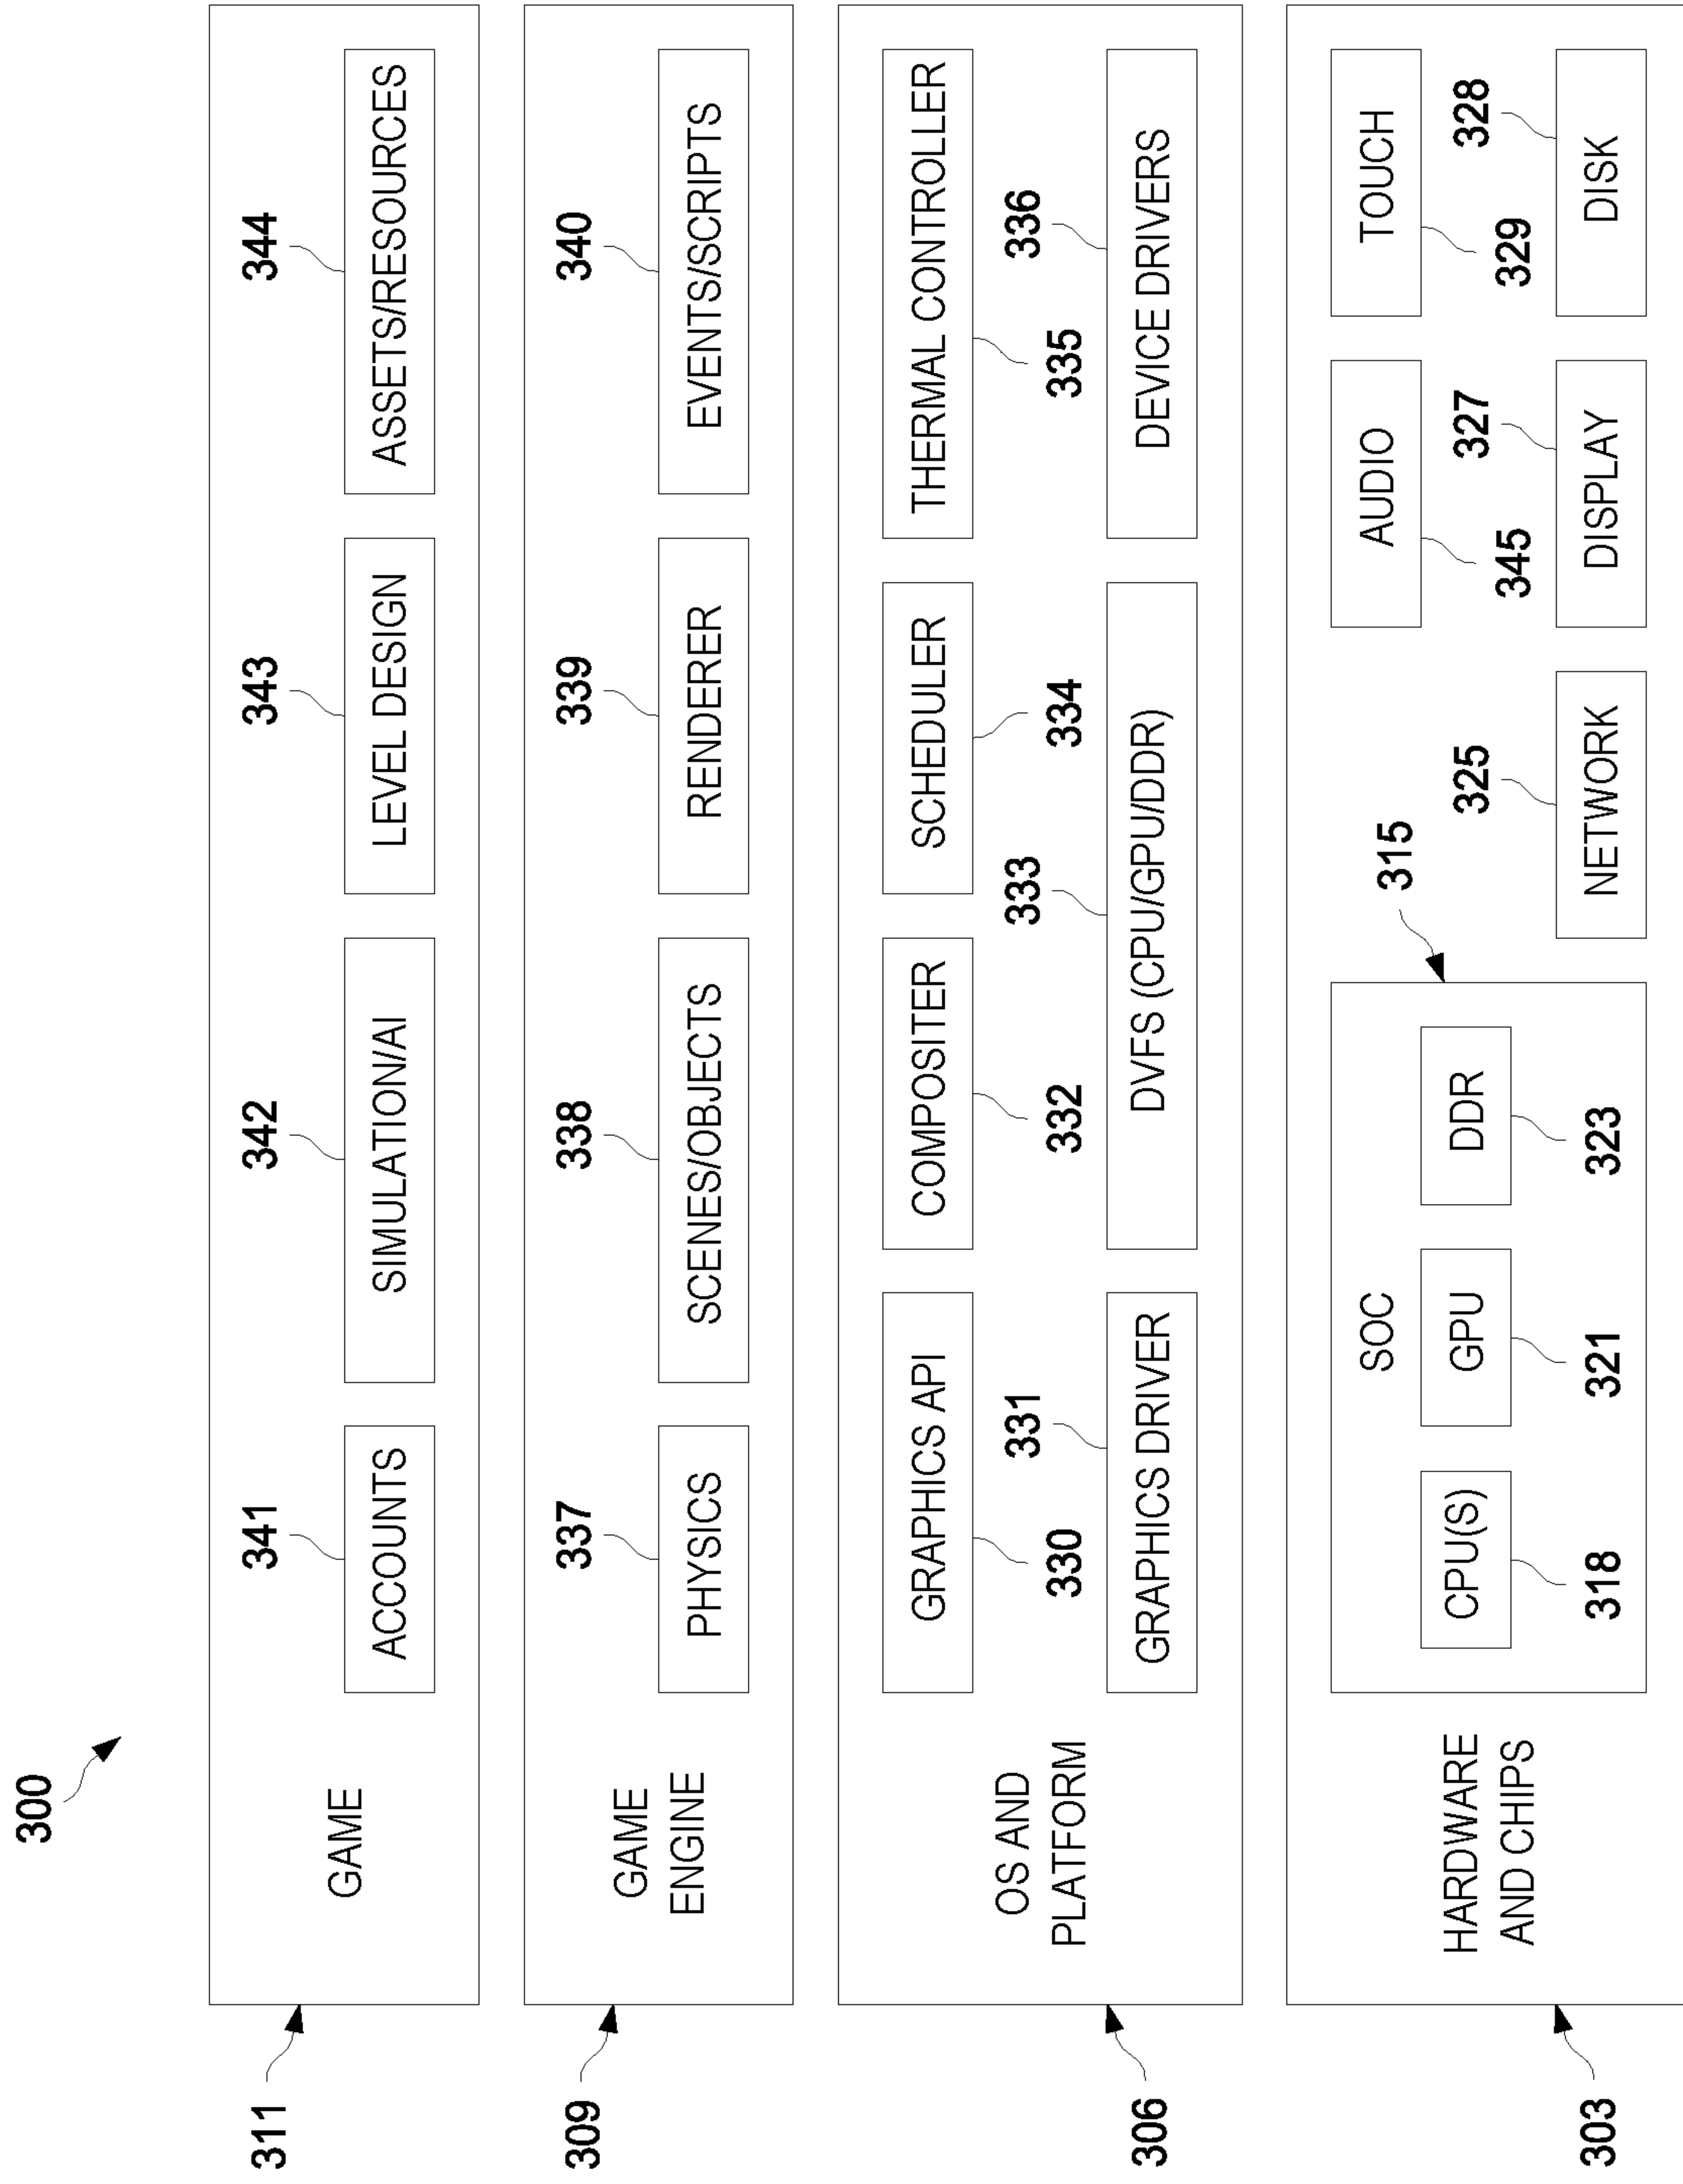 300
311
GAME
341
342
343
344
ACCOUNTS
SIMULATION/AI
LEVEL DESIGN
ASSETS/RESOURCES
309
GAME
ENGINE
337
338
339
340
PHYSICS
SCENES/OBJECTS
RENDERER
EVENTS/SCRIPTS
306
OS AND
PLATFORM
GRAPHICS API
COMPOSITER
SCHEDULER
THERMAL CONTROLLER
331
333
336
330
332
334
335
GRAPHICS DRIVER
DVFS (CPU/GPU/DDR)
DEVICE DRIVERS
303
HARDWARE
AND CHIPS
315
SOC
CPU(S)
GPU
DDR
318
321
323
AUDIO
TOUCH
325
327
328
345
329
NETWORK
DISPLAY
DISK